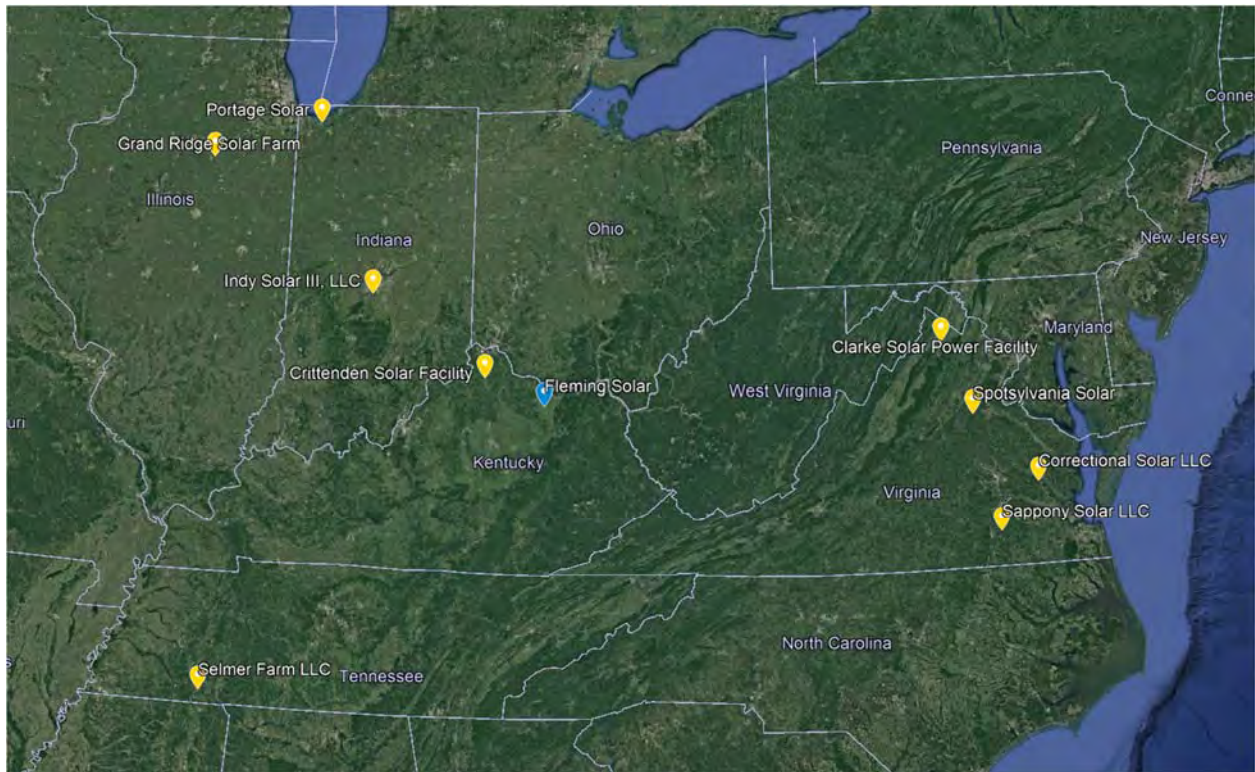 Conne
Portage Solar
Grand Ridge Solar Farm
Pennsylvania
Illinois
Ohio
Indiana
New Jersey
Indy Solar III, LLC
Maryland
Clarke Solar Power Facility
Crittenden Solar Facility
Fleming Solar
West Virginia
Spotsylvania Solar
uri
Kentucky
Correctional Solar LLC
Virginia
Sappony Solar LLC
North Carolina
s
Selmer Farm LLC
Tennessee